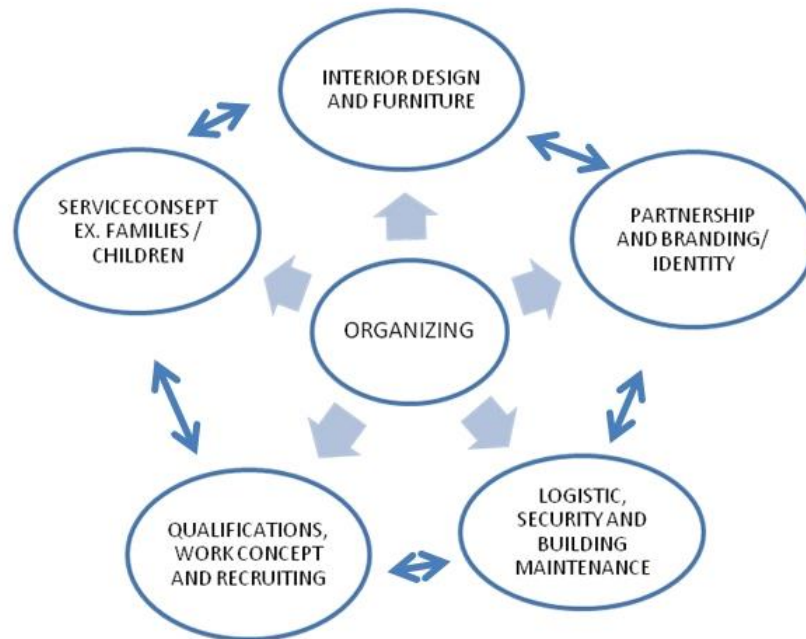 INTERIOR DESIGN
AND FURNITURE
SERVICECONSEPT
EX. FAMILIES /
CHILDREN
PARTNERSHIP
AND BRANDING/
IDENTITY
ORGANIZING
QUALIFICATIONS,
WORK CONCEPT
AND RECRUITING
LOGISTIC,
SECURITY AND
BUILDING
MAINTENANCE